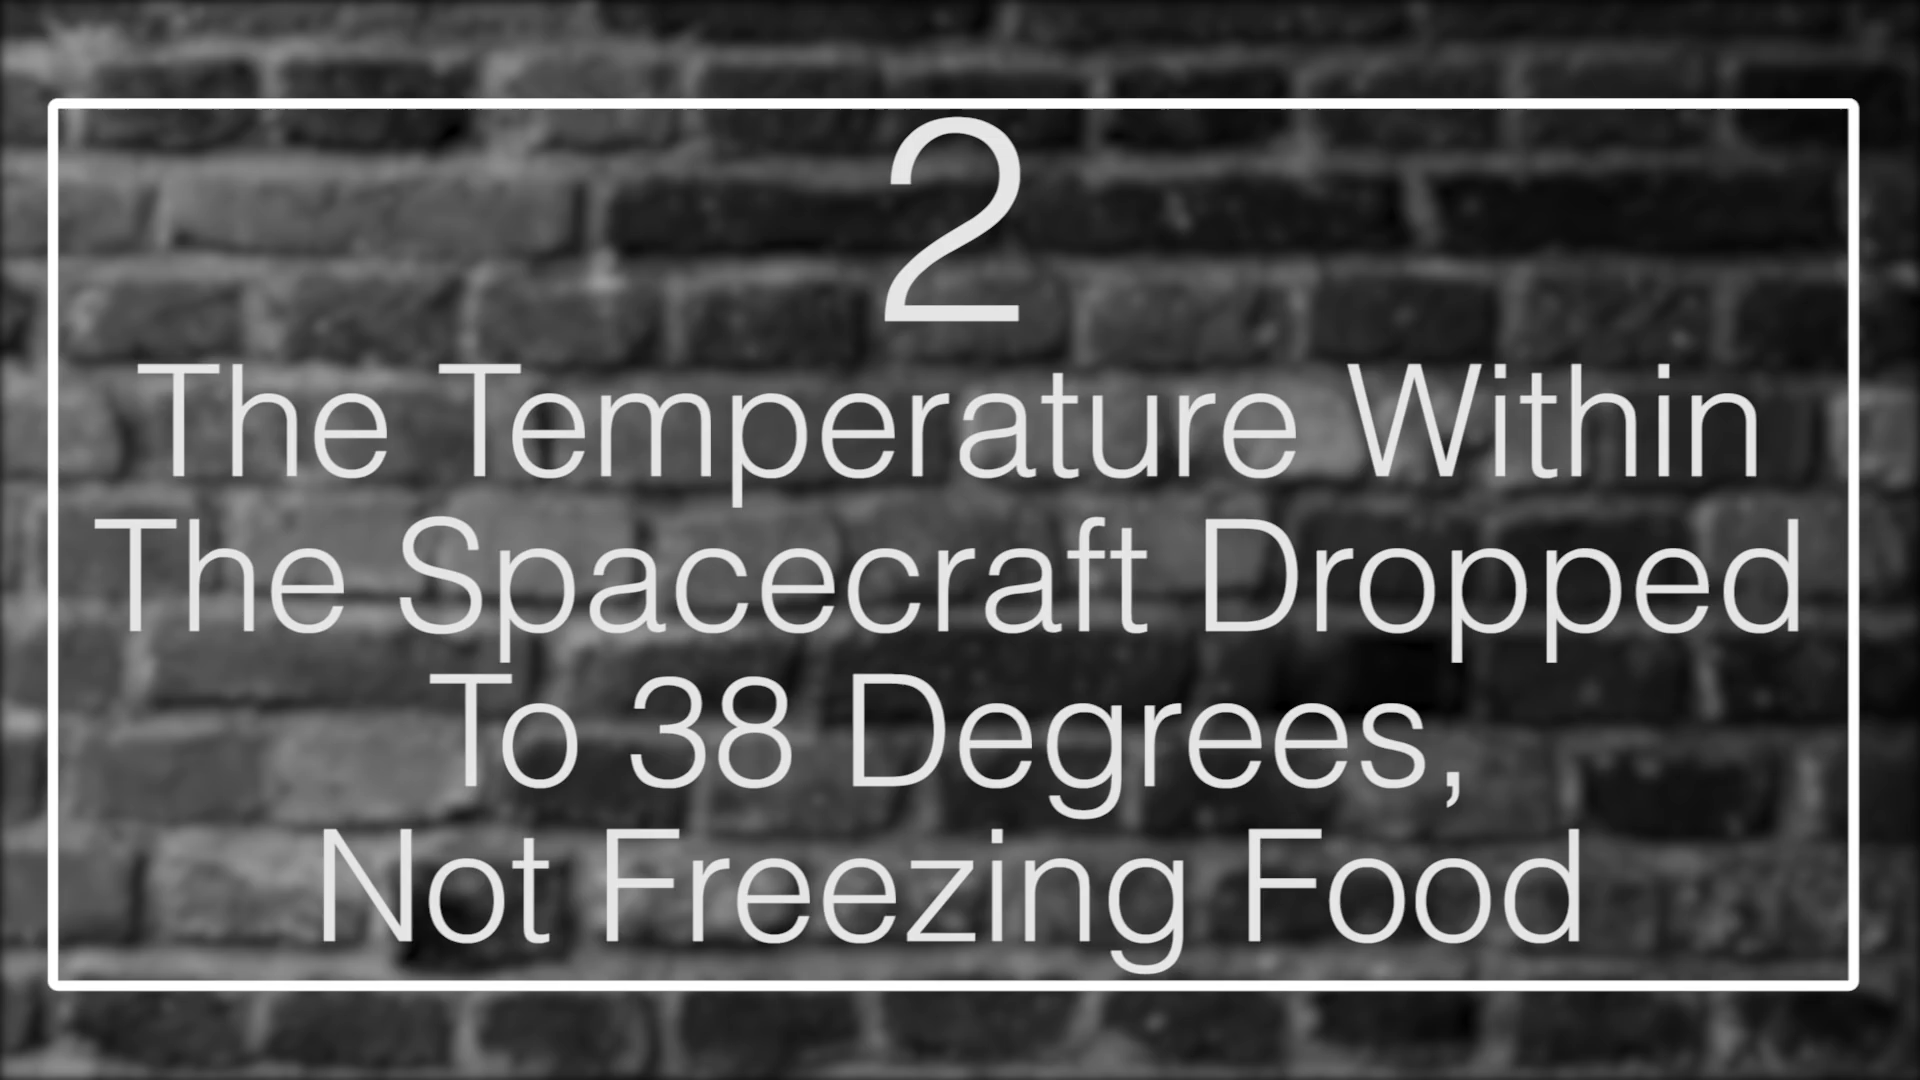 2
The Temperature Within
The Spacecraft Dropped
To 38 Degrees,
Not Freezing Food